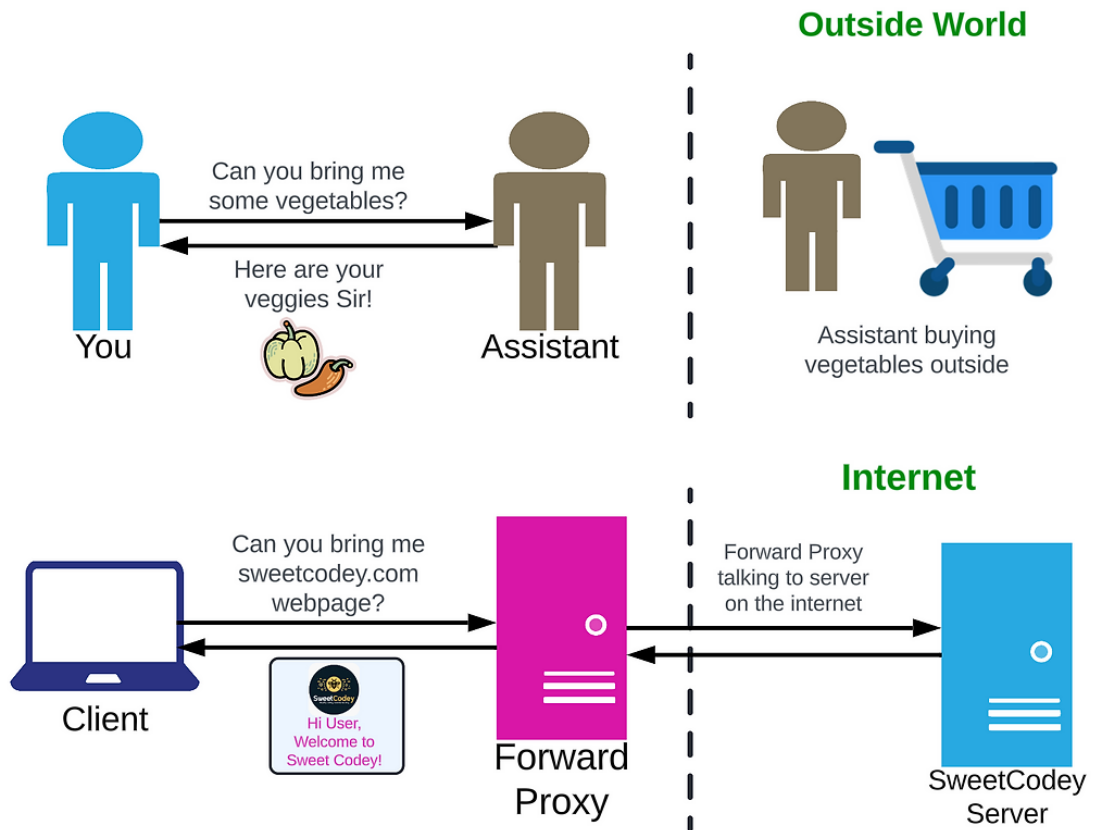 Outside World
Can you bring me
some vegetables?
Here are your
veggies Sir!
You
Assistant
Assistant buying
vegetables outside
Internet
Can you bring me
sweetcodey.com
webpage?
Forward Proxy
talking to server
on the internet
SweetCodey
Hi User,
Welcome to
Sweet Codey!
Client
Forward
Proxy
SweetCodey
Server